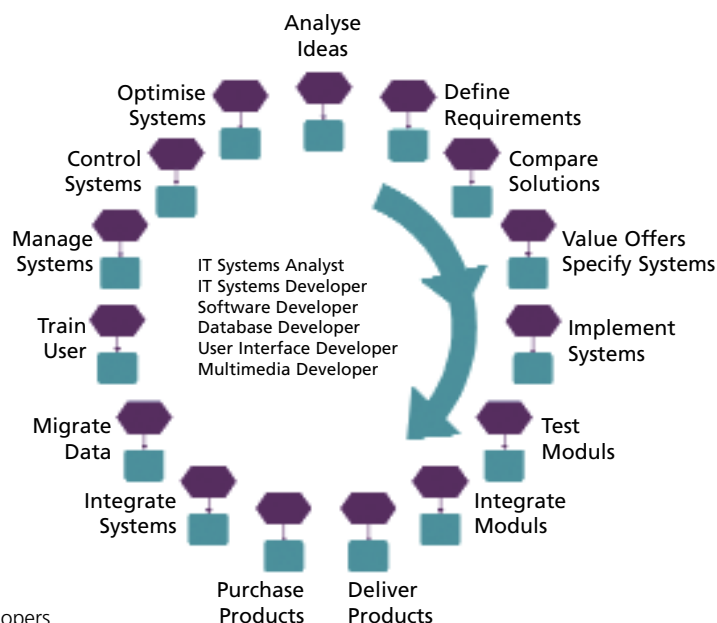 Analyse
Ideas
Define
Requirements
Compare
Solutions
Value Offers
Specify Systems
Implement
Systems
Test
Moduls
Integrate
Moduls
Deliver
Products
Purchase
Products
Integrate
Systems
Migrate
Data
Train
User
Manage
Systems
Control
Systems
Optimise
Systems
IT Systems Analyst
IT Systems Developer
Software Developer
Database Developer
User Interface Developer
Multimedia Developer